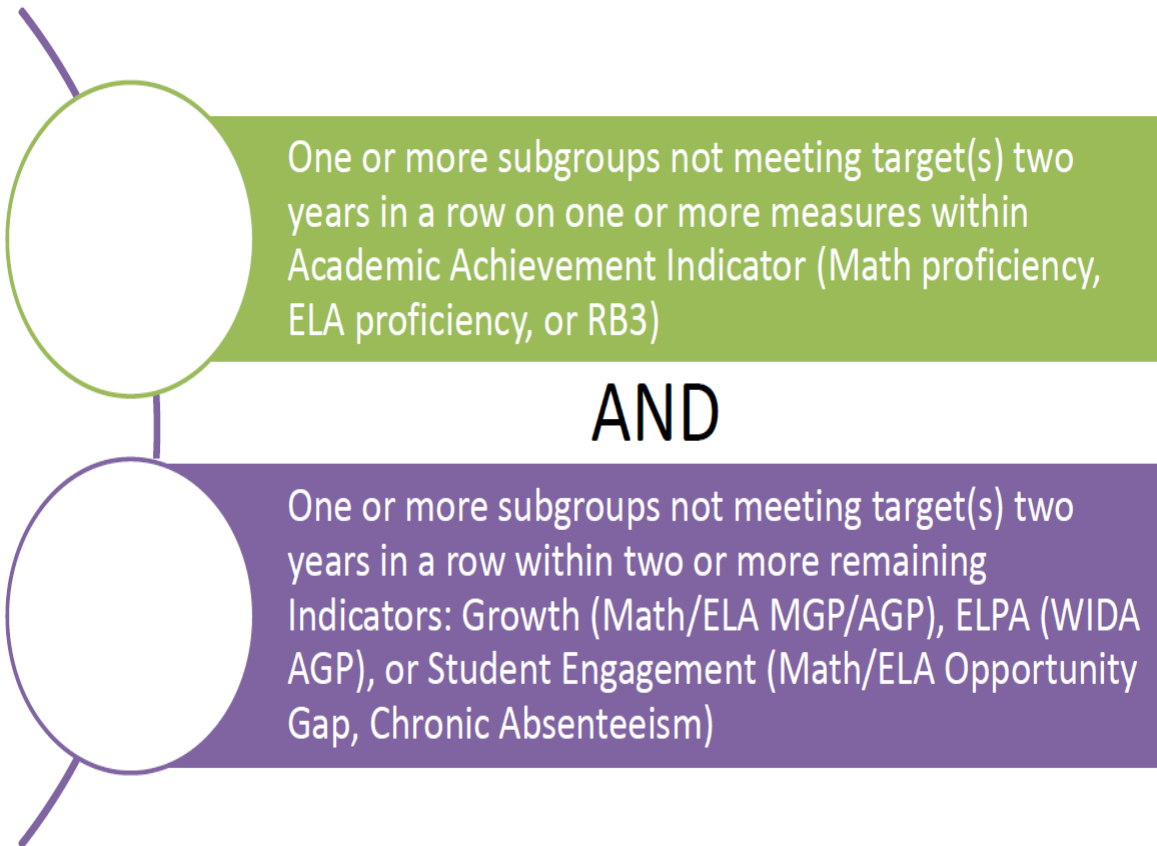 One or more subgroups not meeting target(s) two
years in a row on one or more measures within
Academic Achievement Indicator (Math proficiency,
ELA proficiency, or RB3)
AND
One or more subgroups not meeting target(s) two
years in a row within two or more remaining
Indicators: Growth (Math/ELA MGP/AGP), ELPA (WIDA
AGP), or Student Engagement (Math/ELA Opportunity
Gap, Chronic Absenteeism)